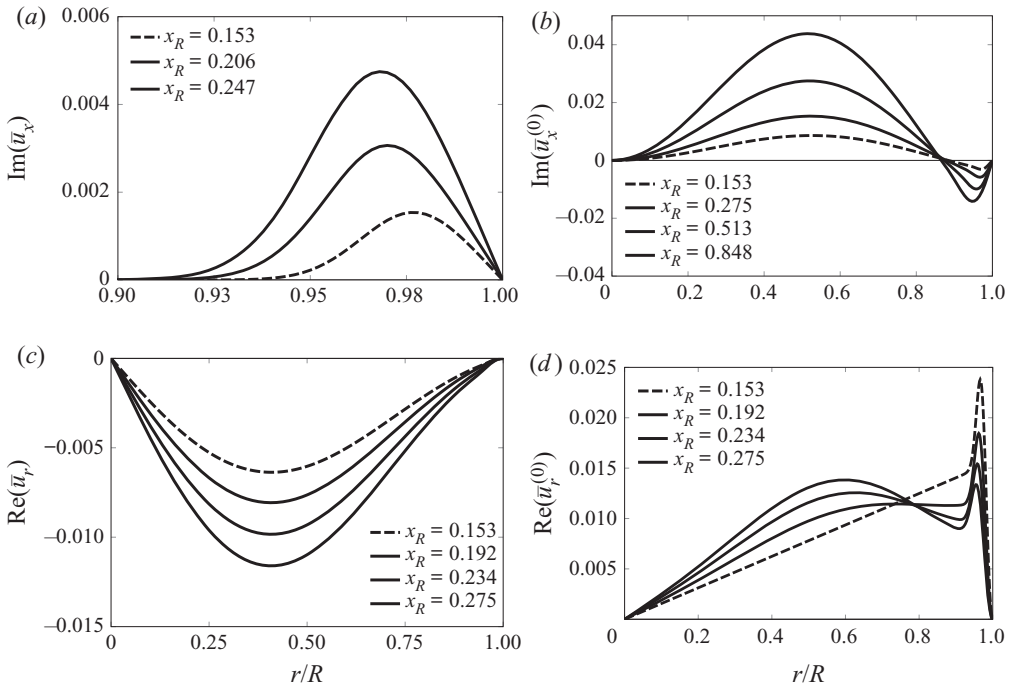 (a)
0.006
0.004
0.002
0
Im(u̅_x)
x_R = 0.153
x_R = 0.206
x_R = 0.247
0.90 0.93 0.95 0.98 1.00
(b)
0.04
0.02
0
−0.02
−0.04
Im(u̅_x^(0))
x_R = 0.153
x_R = 0.275
x_R = 0.513
x_R = 0.848
0 0.2 0.4 0.6 0.8 1.0
(c)
0
−0.005
−0.010
−0.015
Re(u̅_r)
x_R = 0.153
x_R = 0.192
x_R = 0.234
x_R = 0.275
0 0.25 0.50 0.75 1.00
r/R
(d)
0.025
0.020
0.015
0.010
0.005
Re(u̅_r^(0))
x_R = 0.153
x_R = 0.192
x_R = 0.234
x_R = 0.275
0 0.2 0.4 0.6 0.8 1.0
r/R